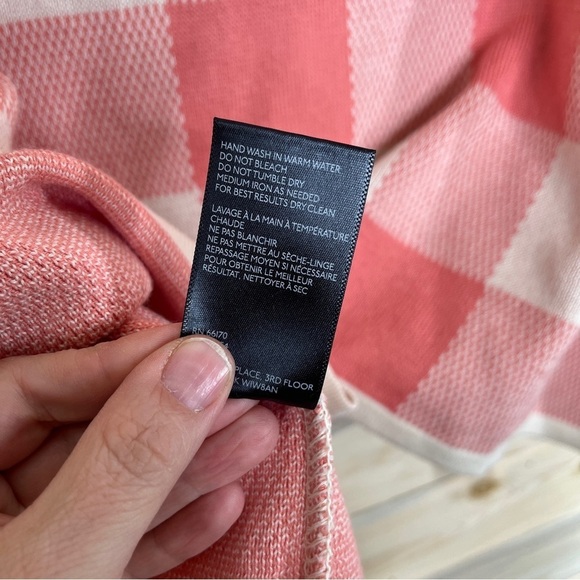 HAND WASH IN WARM WATER
DO NOT BLEACH
DO NOT TUMBLE DRY
MEDIUM IRON AS NEEDED
FOR BEST RESULTS DRY CLEAN
LAVAGE À LA MAIN À TEMPÉRATURE
CHAUDE
NE PAS BLANCHIR
NE PAS METTRE AU SÈCHE-LINGE
REPASSAGE MOYEN SI NÉCESSAIRE
POUR OBTENIR LE MEILLEUR
RÉSULTAT, NETTOYER À SEC
RN 66170
PLACE, 3RD FLOOR
W1W8AN